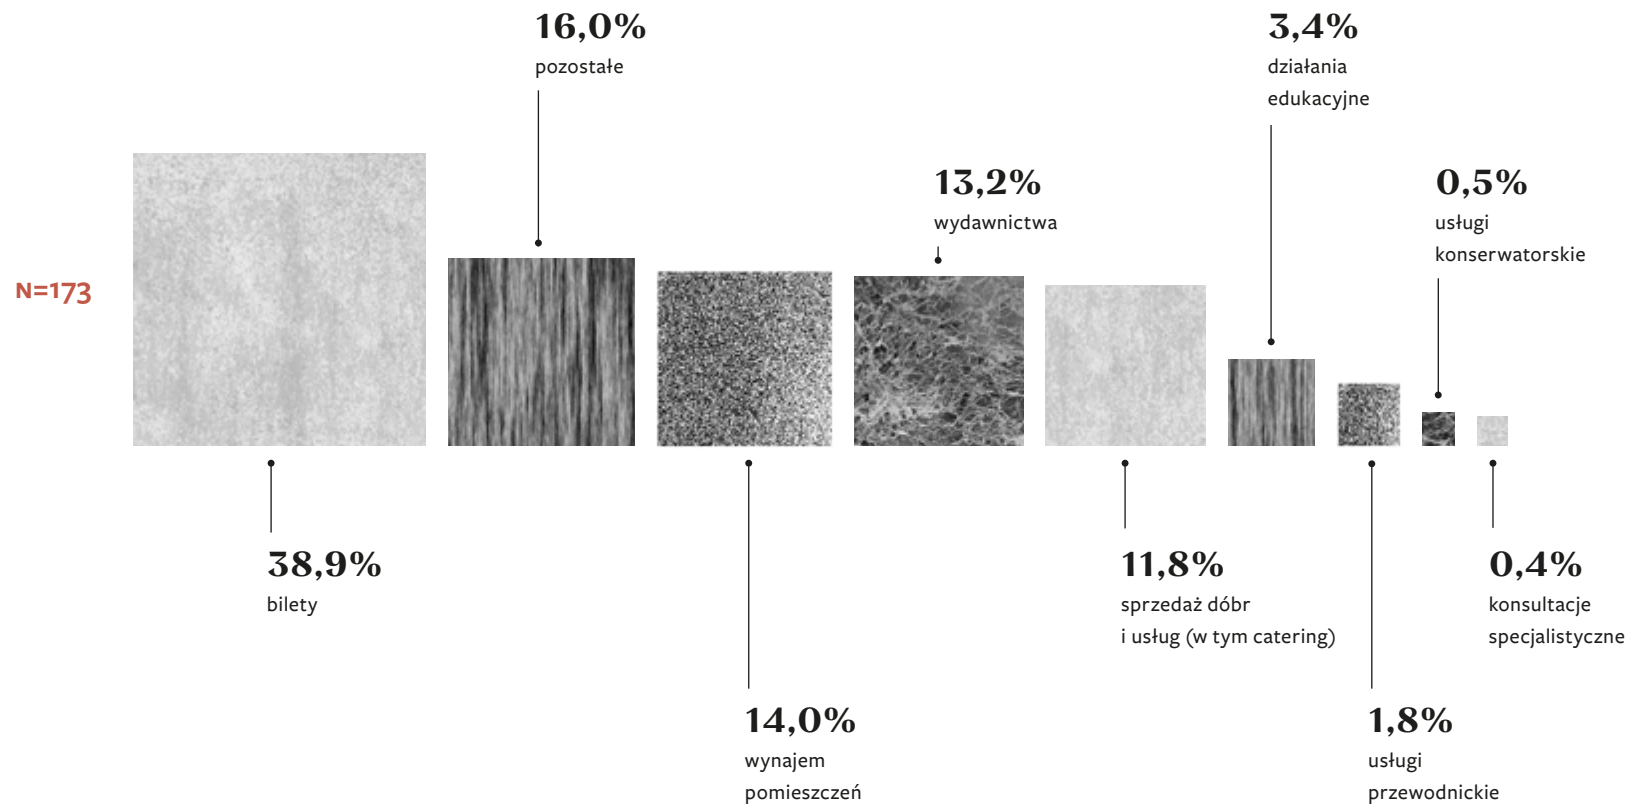 16,0%
pozostałe
3,4%
działania
edukacyjne
13,2%
wydawnictwa
0,5%
usługi
konserwatorskie
N=173
38,9%
bilety
11,8%
sprzedaż dóbr
i usług (w tym catering)
0,4%
konsultacje
specjalistyczne
14,0%
wynajem
pomieszczeń
1,8%
usługi
przewodnickie